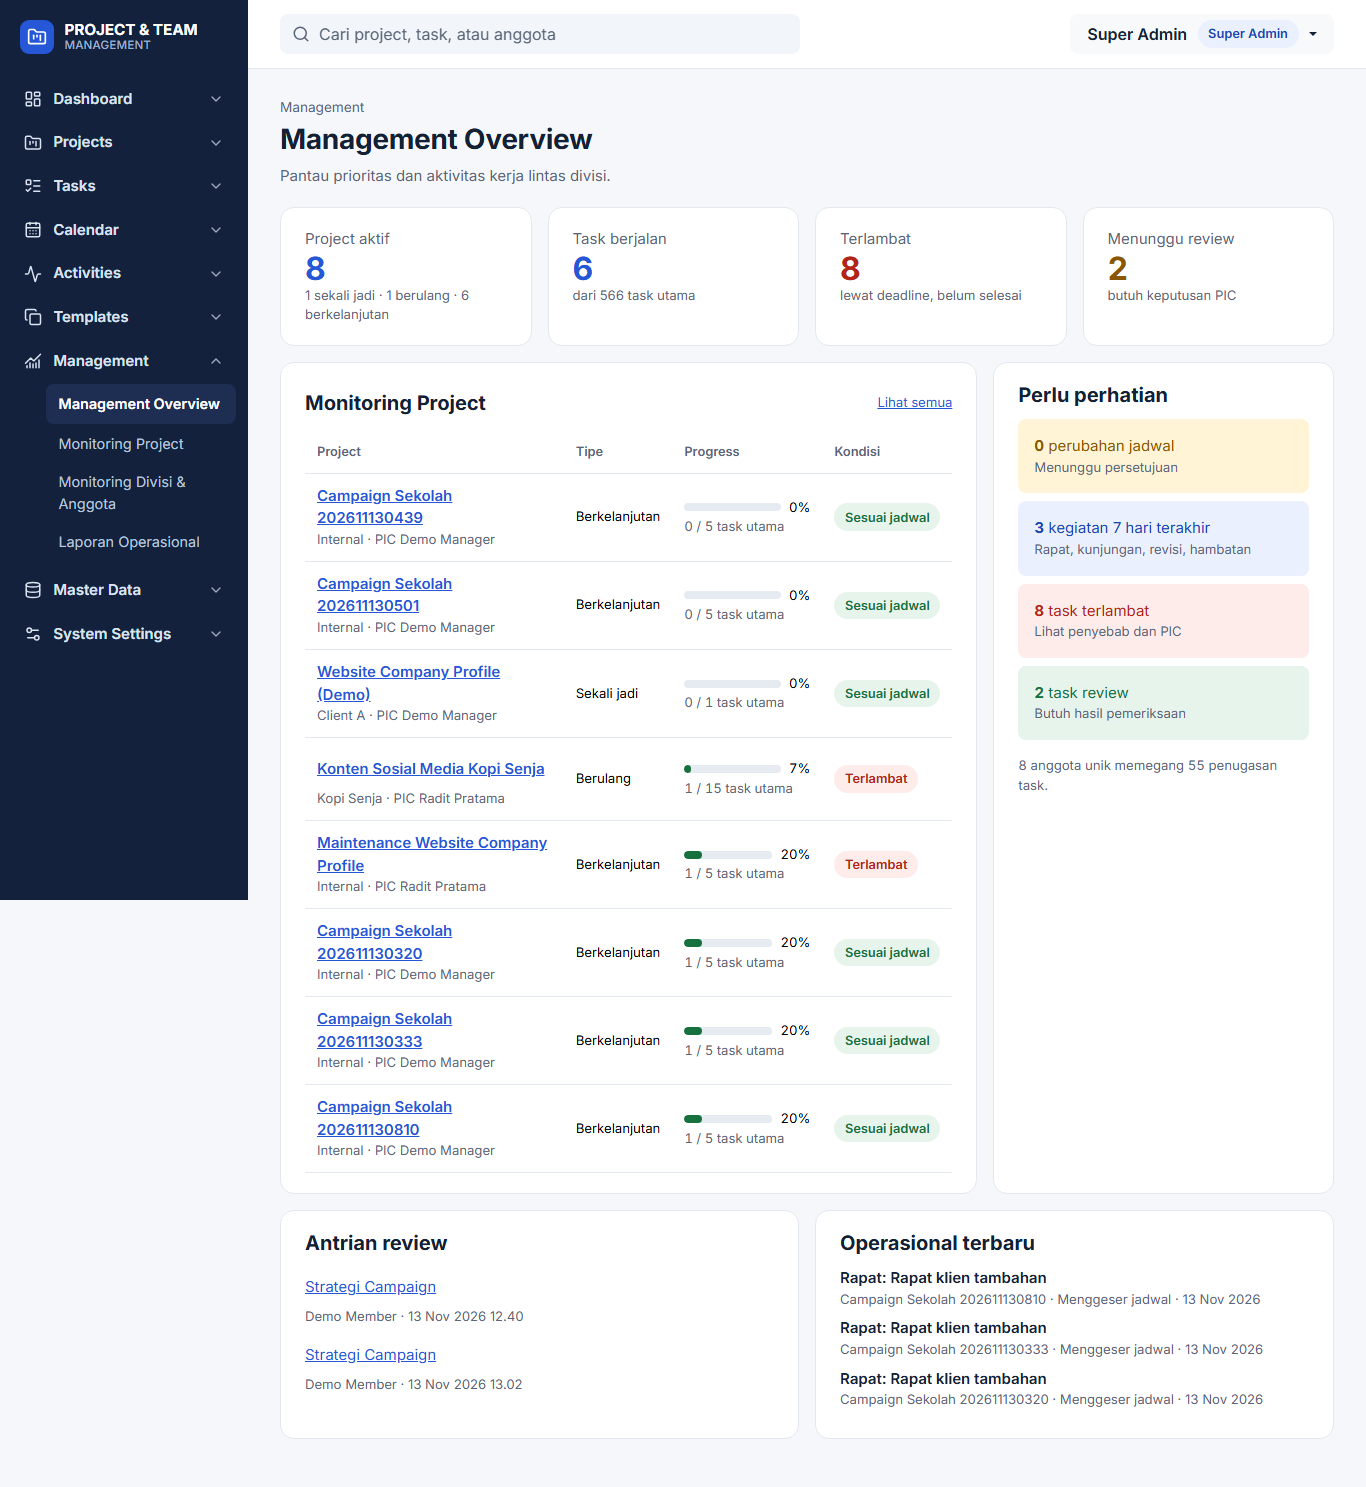 PROJECT & TEAM
MANAGEMENT
Dashboard
Projects
Tasks
Calendar
Activities
Templates
Management
Management Overview
Monitoring Project
Monitoring Divisi &
Anggota
Laporan Operasional
Master Data
System Settings
Cari project, task, atau anggota
Super Admin Super Admin
Management
Management Overview
Pantau prioritas dan aktivitas kerja lintas divisi.
Project aktif
8
1 sekali jadi · 1 berulang · 6
berkelanjutan
Task berjalan
6
dari 566 task utama
Terlambat
8
lewat deadline, belum selesai
Menunggu review
2
butuh keputusan PIC
Monitoring Project
Lihat semua
Project Tipe Progress Kondisi
Campaign Sekolah
202611130439
Internal · PIC Demo Manager
Berkelanjutan
0%
0 / 5 task utama
Sesuai jadwal
Campaign Sekolah
202611130501
Internal · PIC Demo Manager
Berkelanjutan
0%
0 / 5 task utama
Sesuai jadwal
Website Company Profile
(Demo)
Client A · PIC Demo Manager
Sekali jadi
0%
0 / 1 task utama
Sesuai jadwal
Konten Sosial Media Kopi Senja
Kopi Senja · PIC Radit Pratama
Berulang
7%
1 / 15 task utama
Terlambat
Maintenance Website Company
Profile
Internal · PIC Radit Pratama
Berkelanjutan
20%
1 / 5 task utama
Terlambat
Campaign Sekolah
202611130320
Internal · PIC Demo Manager
Berkelanjutan
20%
1 / 5 task utama
Sesuai jadwal
Campaign Sekolah
202611130333
Internal · PIC Demo Manager
Berkelanjutan
20%
1 / 5 task utama
Sesuai jadwal
Campaign Sekolah
202611130810
Internal · PIC Demo Manager
Berkelanjutan
20%
1 / 5 task utama
Sesuai jadwal
Perlu perhatian
0 perubahan jadwal
Menunggu persetujuan
3 kegiatan 7 hari terakhir
Rapat, kunjungan, revisi, hambatan
8 task terlambat
Lihat penyebab dan PIC
2 task review
Butuh hasil pemeriksaan
8 anggota unik memegang 55 penugasan
task.
Antrian review
Strategi Campaign
Demo Member · 13 Nov 2026 12.40
Strategi Campaign
Demo Member · 13 Nov 2026 13.02
Operasional terbaru
Rapat: Rapat klien tambahan
Campaign Sekolah 202611130810 · Menggeser jadwal · 13 Nov 2026
Rapat: Rapat klien tambahan
Campaign Sekolah 202611130333 · Menggeser jadwal · 13 Nov 2026
Rapat: Rapat klien tambahan
Campaign Sekolah 202611130320 · Menggeser jadwal · 13 Nov 2026